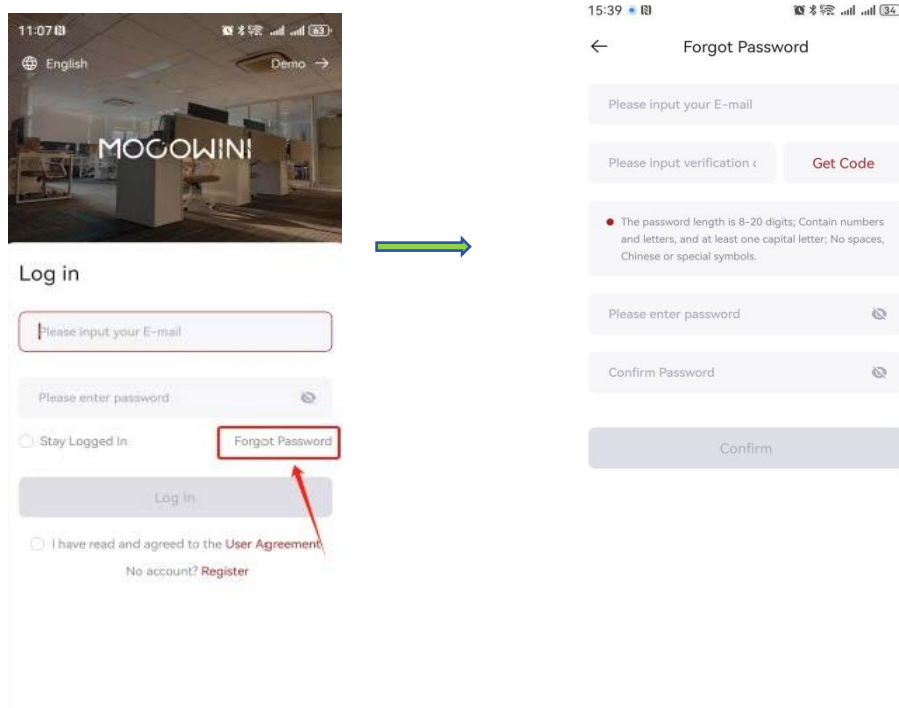 11:07
63
English
Demo →
MOCOWINI
Log in
Please input your E-mail
Please enter password
Stay Logged In
Forgot Password
Log in
I have read and agreed to the User Agreement
No account? Register
15:39
34
← Forgot Password
Please input your E-mail
Please input verification c
Get Code
The password length is 8-20 digits; Contain numbers
and letters, and at least one capital letter; No spaces,
Chinese or special symbols.
Please enter password
Confirm Password
Confirm